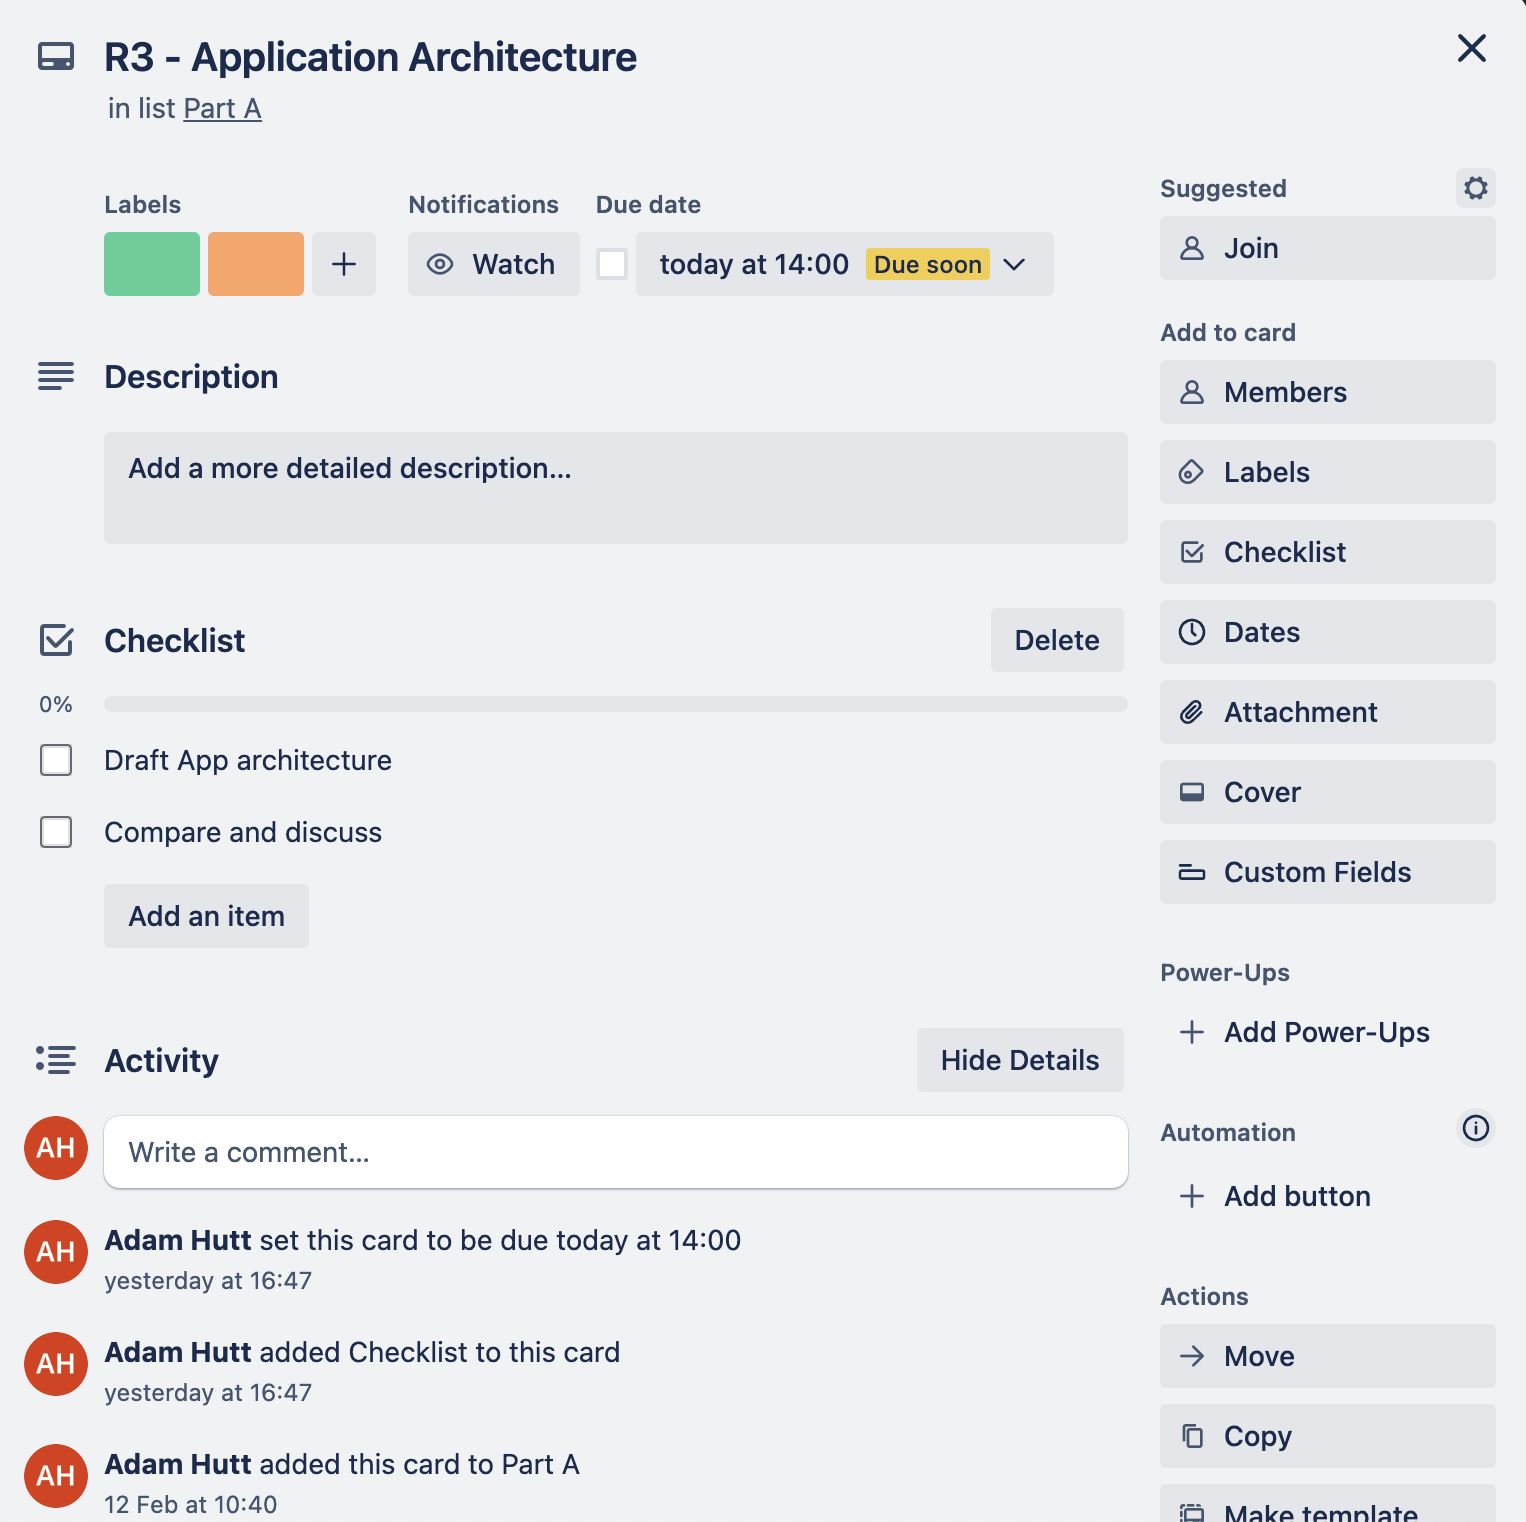 R3 - Application Architecture
in list Part A
Labels
Notifications
Due date
Watch
today at 14:00 Due soon
Description
Add a more detailed description...
Checklist
Delete
0%
Draft App architecture
Compare and discuss
Add an item
Activity
Hide Details
AH
Write a comment...
AH
Adam Hutt set this card to be due today at 14:00
yesterday at 16:47
AH
Adam Hutt added Checklist to this card
yesterday at 16:47
AH
Adam Hutt added this card to Part A
12 Feb at 10:40
Suggested
Join
Add to card
Members
Labels
Checklist
Dates
Attachment
Cover
Custom Fields
Power-Ups
Add Power-Ups
Automation
Add button
Actions
Move
Copy
Make template